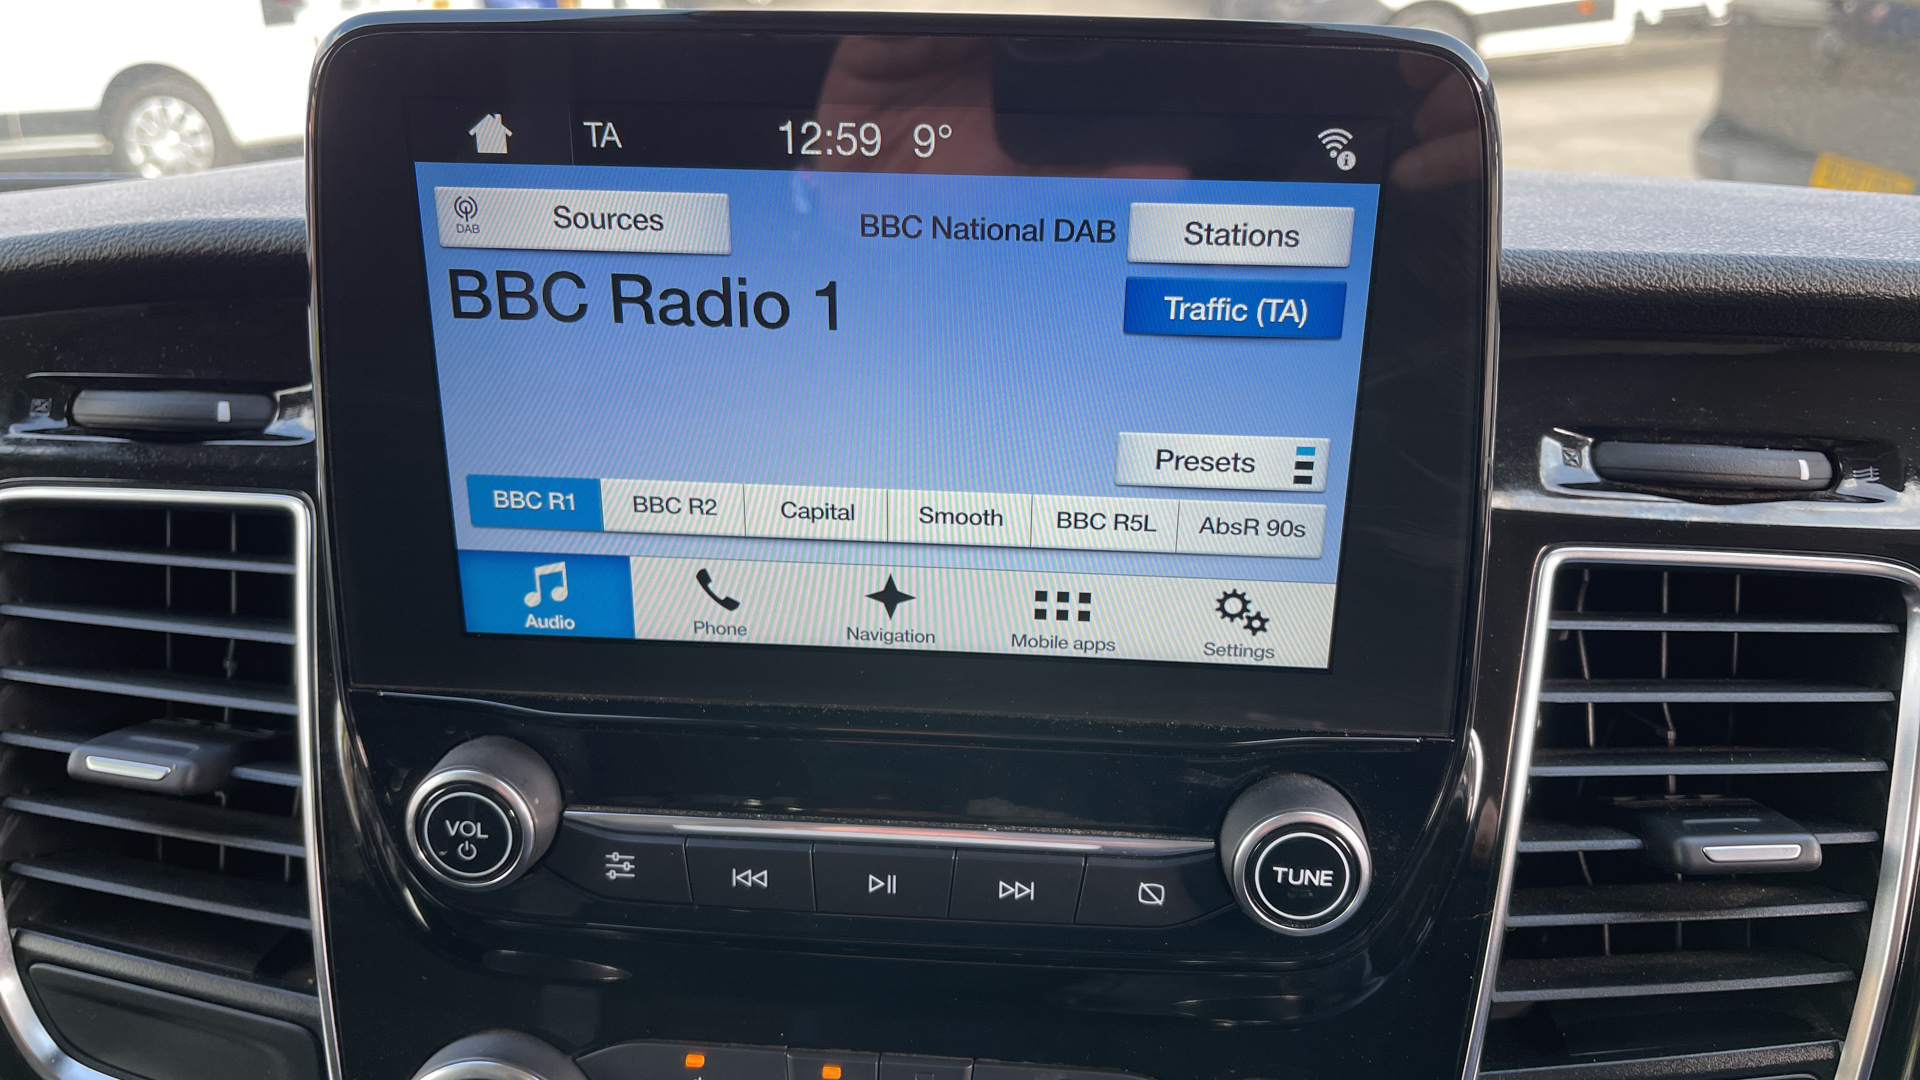 TA 12:59 9°
DAB Sources BBC National DAB Stations
BBC Radio 1 Traffic (TA)
Presets
BBC R1 BBC R2 Capital Smooth BBC R5L AbsR 90s
Audio Phone Navigation Mobile apps Settings
VOL
TUNE